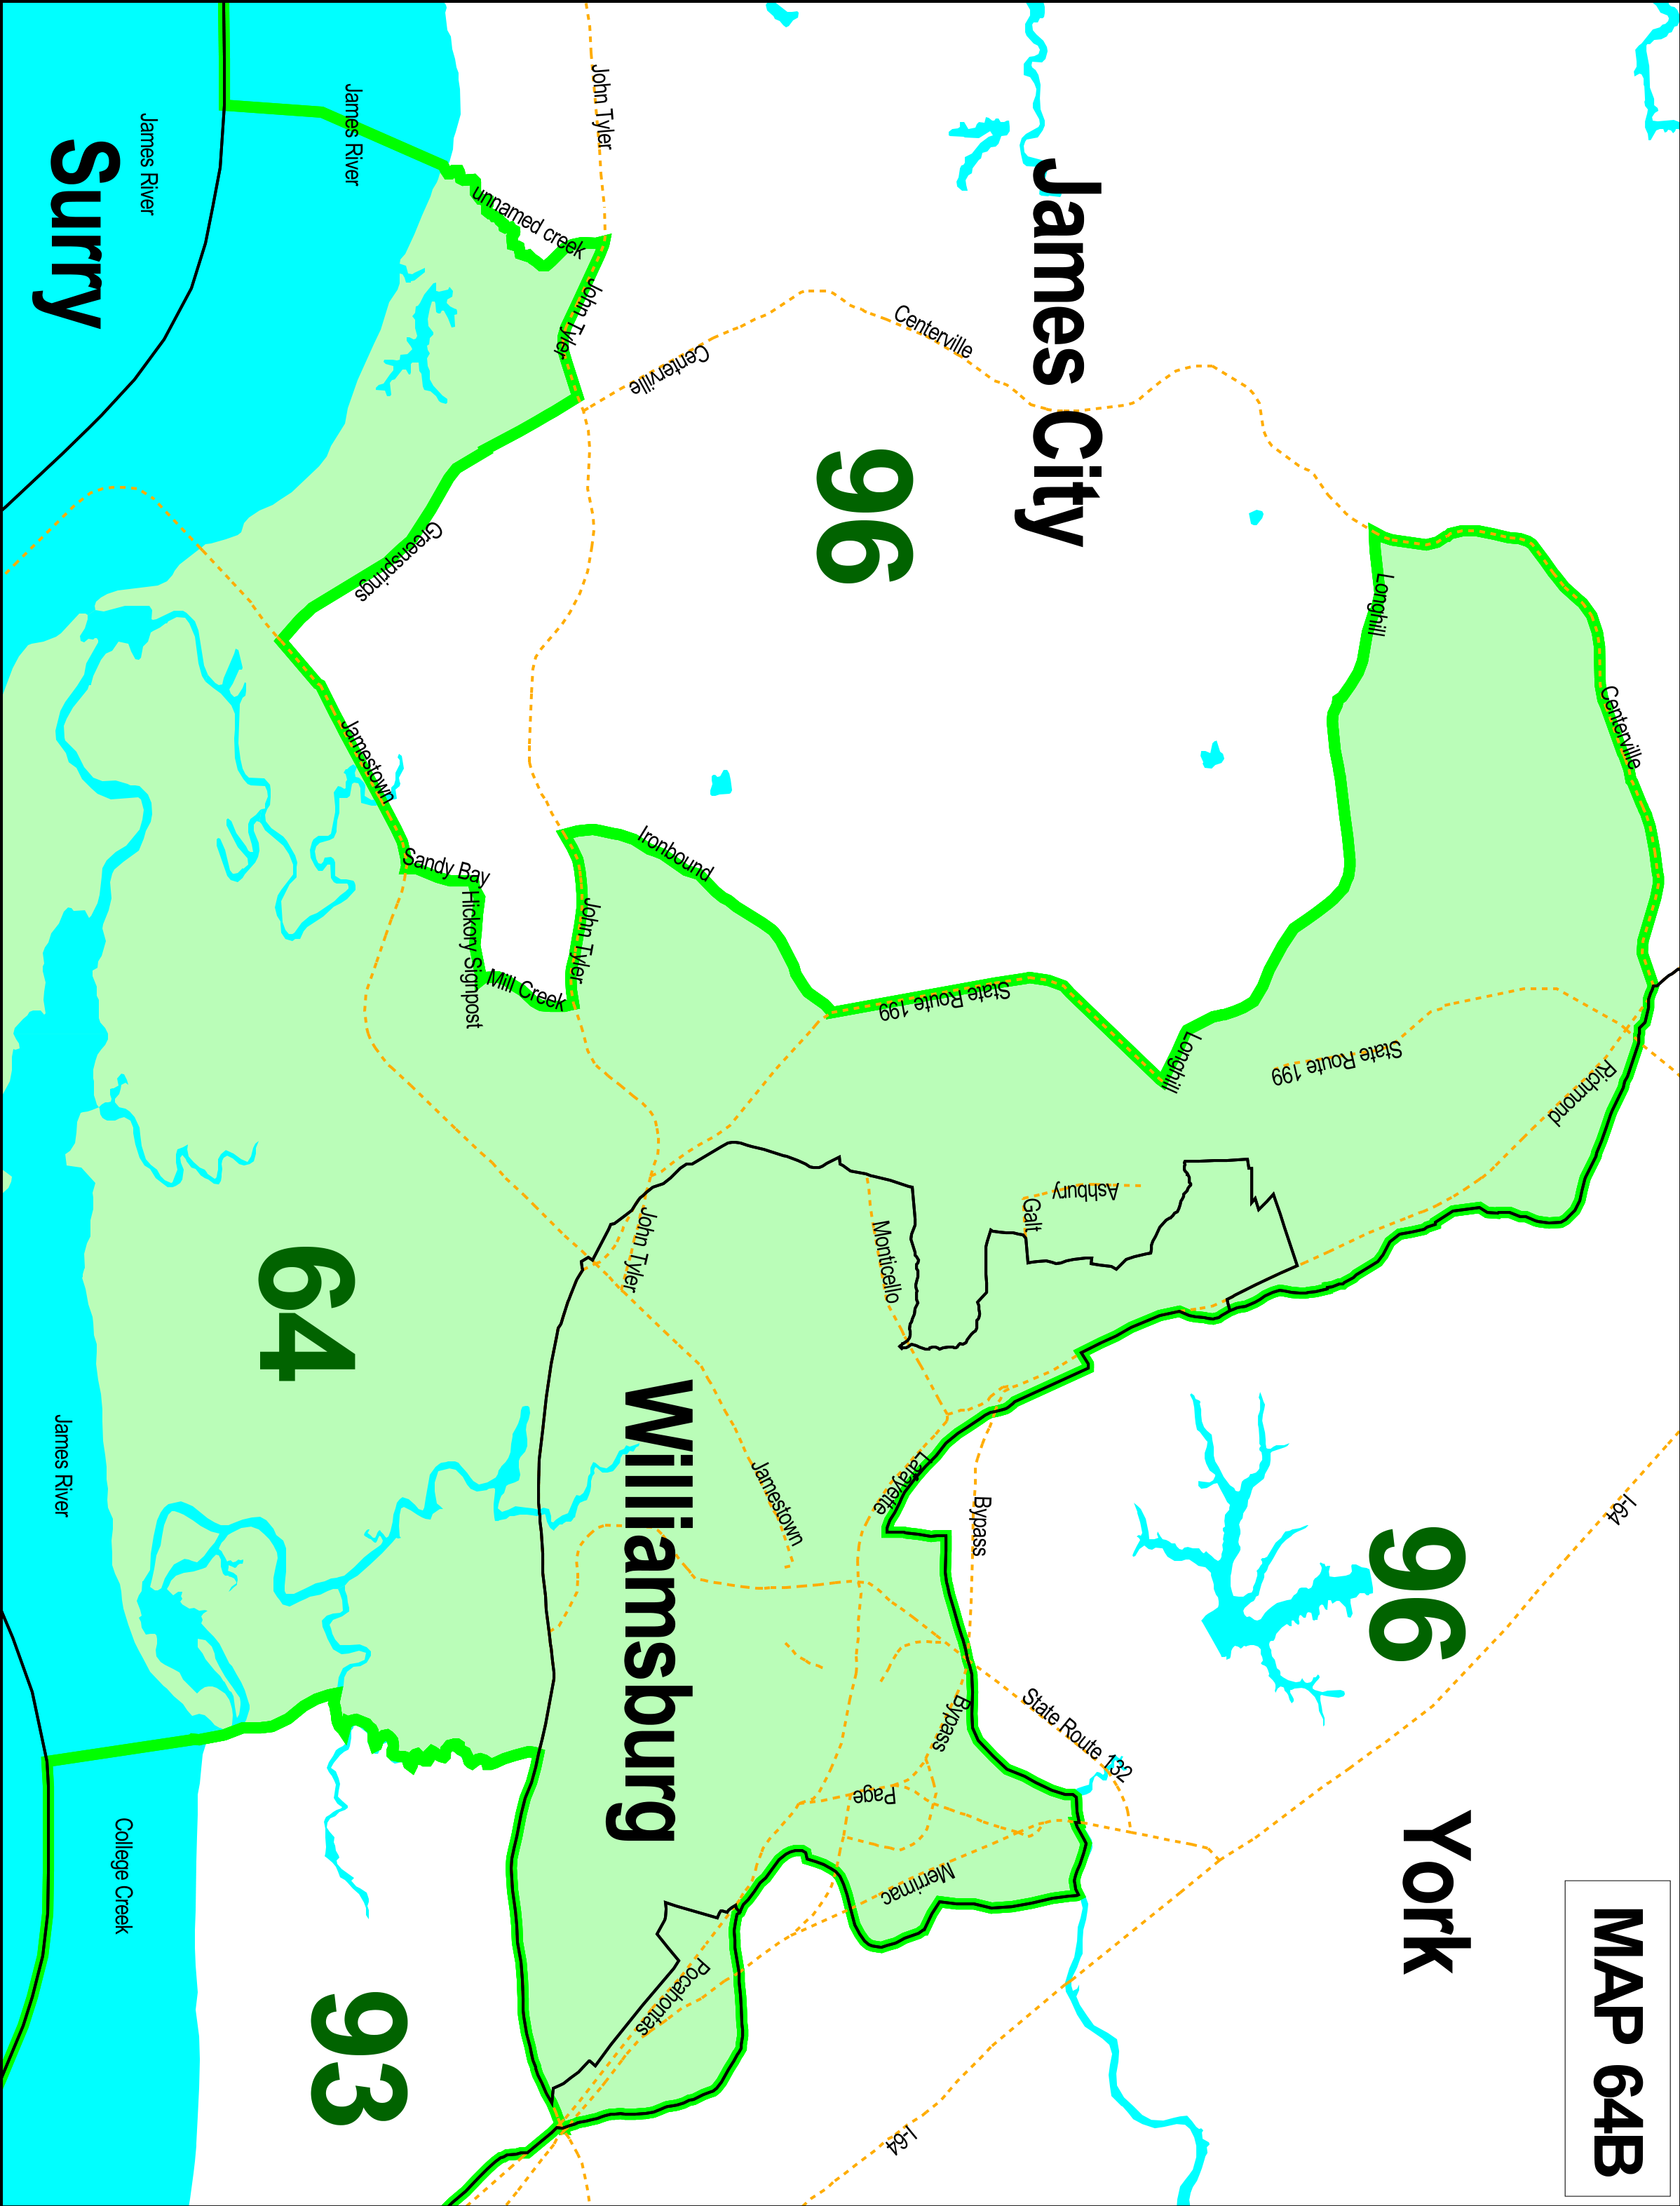 MAP 64B
James City
York
Surry
Williamsburg
96
96
64
93
Centerville
Longhill
State Route 199
Richmond
I-64
Longhill
Ashbury
Galt
State Route 199
Centerville
Centerville
Monticello
Lafayette
Bypass
State Route 132
Bypass
Page
Merrimac
I-64
Jamestown
Ironbound
John Tyler
John Tyler
unnamed creek
John Tyler
John Tyler
Mill Creek
Hickory Signpost
Sandy Bay
Jamestown
Greensprings
Pocahontas
James River
James River
James River
College Creek